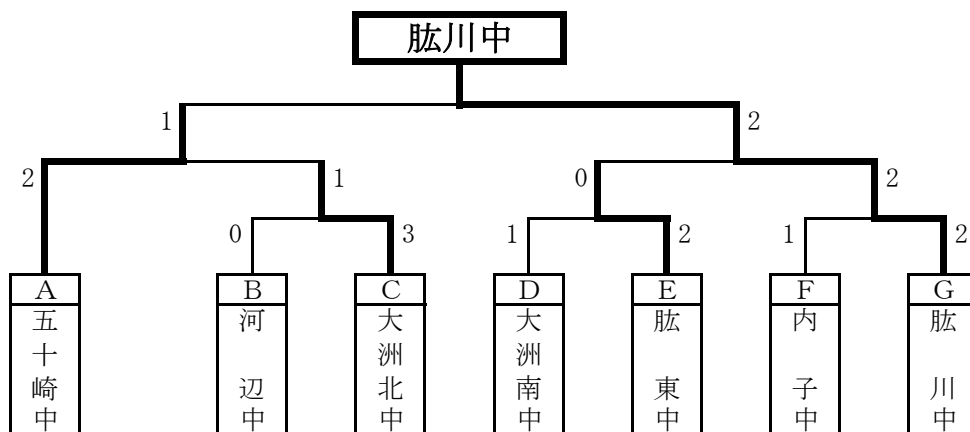 肱川中
1 2
2 1 0 2
0 3 1 2 1 2
A B C D E F G
五十崎中
河辺中
大洲北中
大洲南中
肱東中
内子中
肱川中